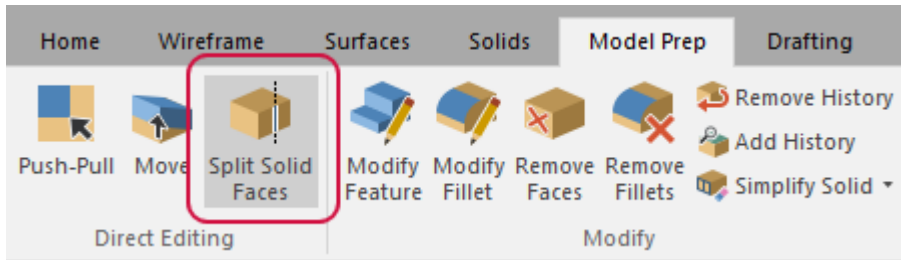 Home Wireframe Surfaces Solids Model Prep Drafting
Push-Pull Move Split Solid Faces Modify Feature Modify Fillet Remove Faces Remove Fillets
Remove History
Add History
Simplify Solid
Direct Editing Modify